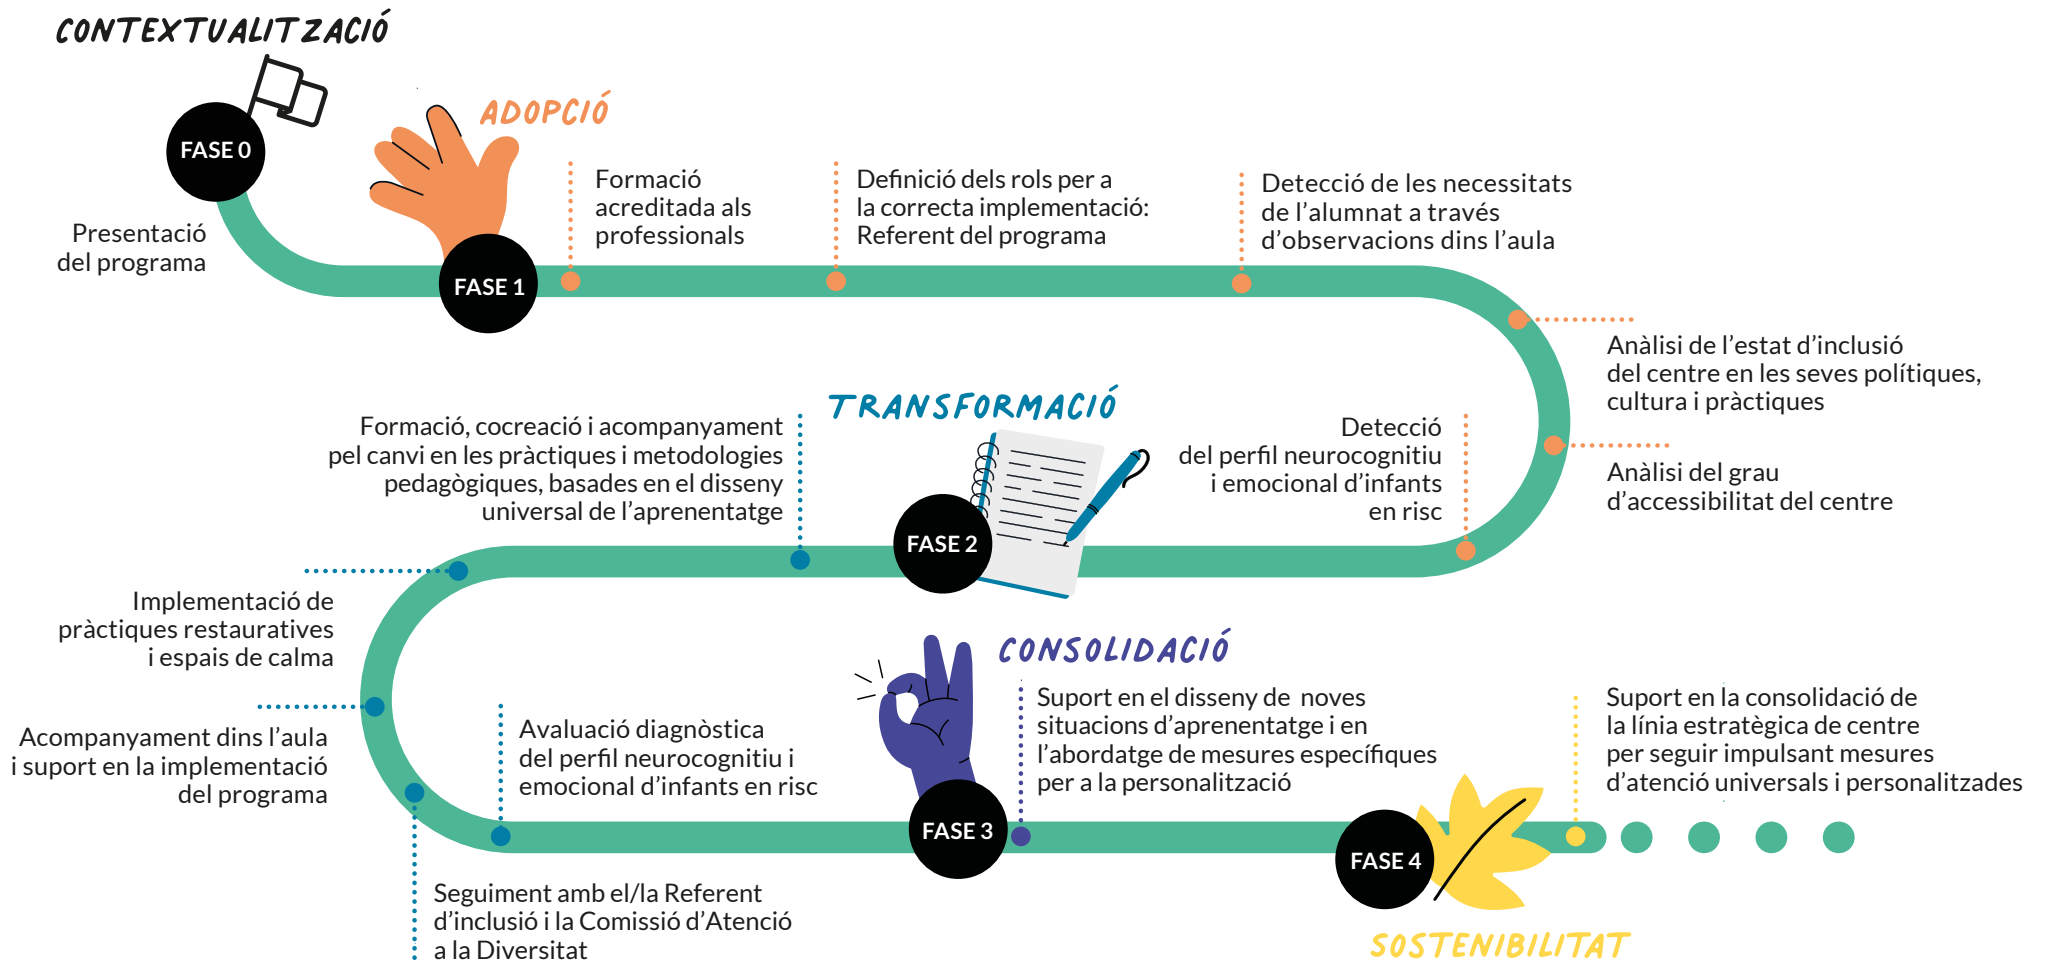 CONTEXTUALITZACIÓ
FASE 0
Presentació
del programa
ADOPCIÓ
FASE 1
Formació
acreditada als
professionals
Definició dels rols per a
la correcta implementació:
Referent del programa
Detecció de les necessitats
de l’alumnat a través
d’observacions dins l’aula
Anàlisi de l’estat d’inclusió
del centre en les seves polítiques,
cultura i pràctiques
Anàlisi del grau
d’accessibilitat del centre
Detecció
del perfil neurocognitiu
i emocional d’infants
en risc
TRANSFORMACIÓ
FASE 2
Formació, cocreació i acompanyament
pel canvi en les pràctiques i metodologies
pedagògiques, basades en el disseny
universal de l’aprenentatge
Implementació de
pràctiques restauratives
i espais de calma
Acompanyament dins l’aula
i suport en la implementació
del programa
Seguiment amb el/la Referent
d’inclusió i la Comissió d’Atenció
a la Diversitat
Avaluació diagnòstica
del perfil neurocognitiu i
emocional d’infants en risc
CONSOLIDACIÓ
FASE 3
Suport en el disseny de noves
situacions d’aprenentatge i en
l’abordatge de mesures específiques
per a la personalització
FASE 4
SOSTENIBILITAT
Suport en la consolidació de
la línia estratègica de centre
per seguir impulsant mesures
d’atenció universals i personalitzades